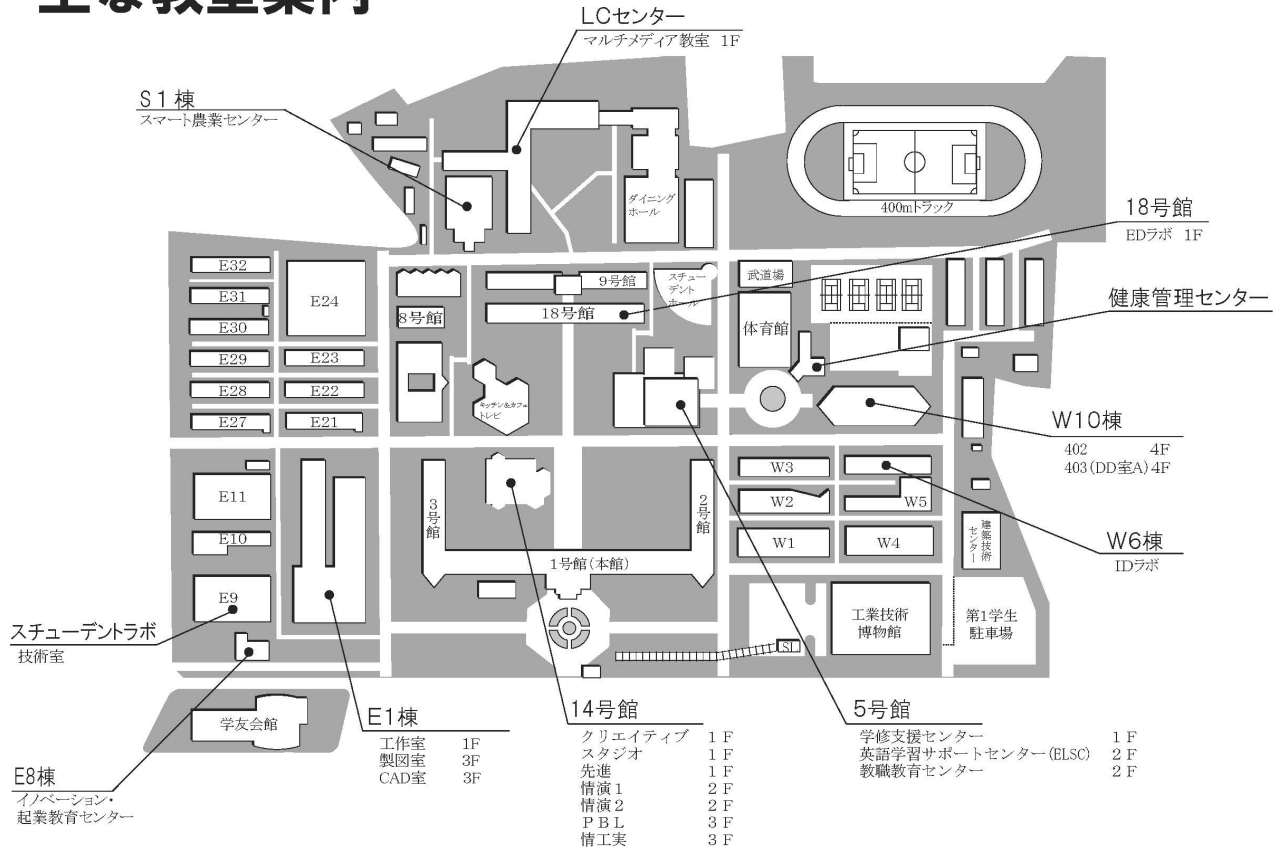 主な教室案内
LCセンター
マルチメディア教室 1F
S1棟
スマート農業センター
400mトラック
ダイニング
ホール
18号館
EDラボ 1F
健康管理センター
E32
E31
E30
E29
E28
E27
E24
E23
E22
E21
8号館
9号館
18号館
スチュー
デント
ホール
武道場
体育館
キッチン&カフェ
トレビ
W10棟
402 4F
403(DD室A) 4F
E11
E10
E9
3号館
2号館
1号館(本館)
W3
W2
W1
W5
W4
建築技術
センター
W6棟
IDラボ
工業技術
博物館
第1学生
駐車場
SL
スチューデントラボ
技術室
学友会館
E8棟
イノベーション・
起業教育センター
E1棟
工作室 1F
製図室 3F
CAD室 3F
14号館
クリエイティブ 1F
スタジオ 1F
先進 1F
情演1 2F
情演2 2F
PBL 3F
情工実 3F
5号館
学修支援センター 1F
英語学習サポートセンター(ELSC) 2F
教職教育センター 2F